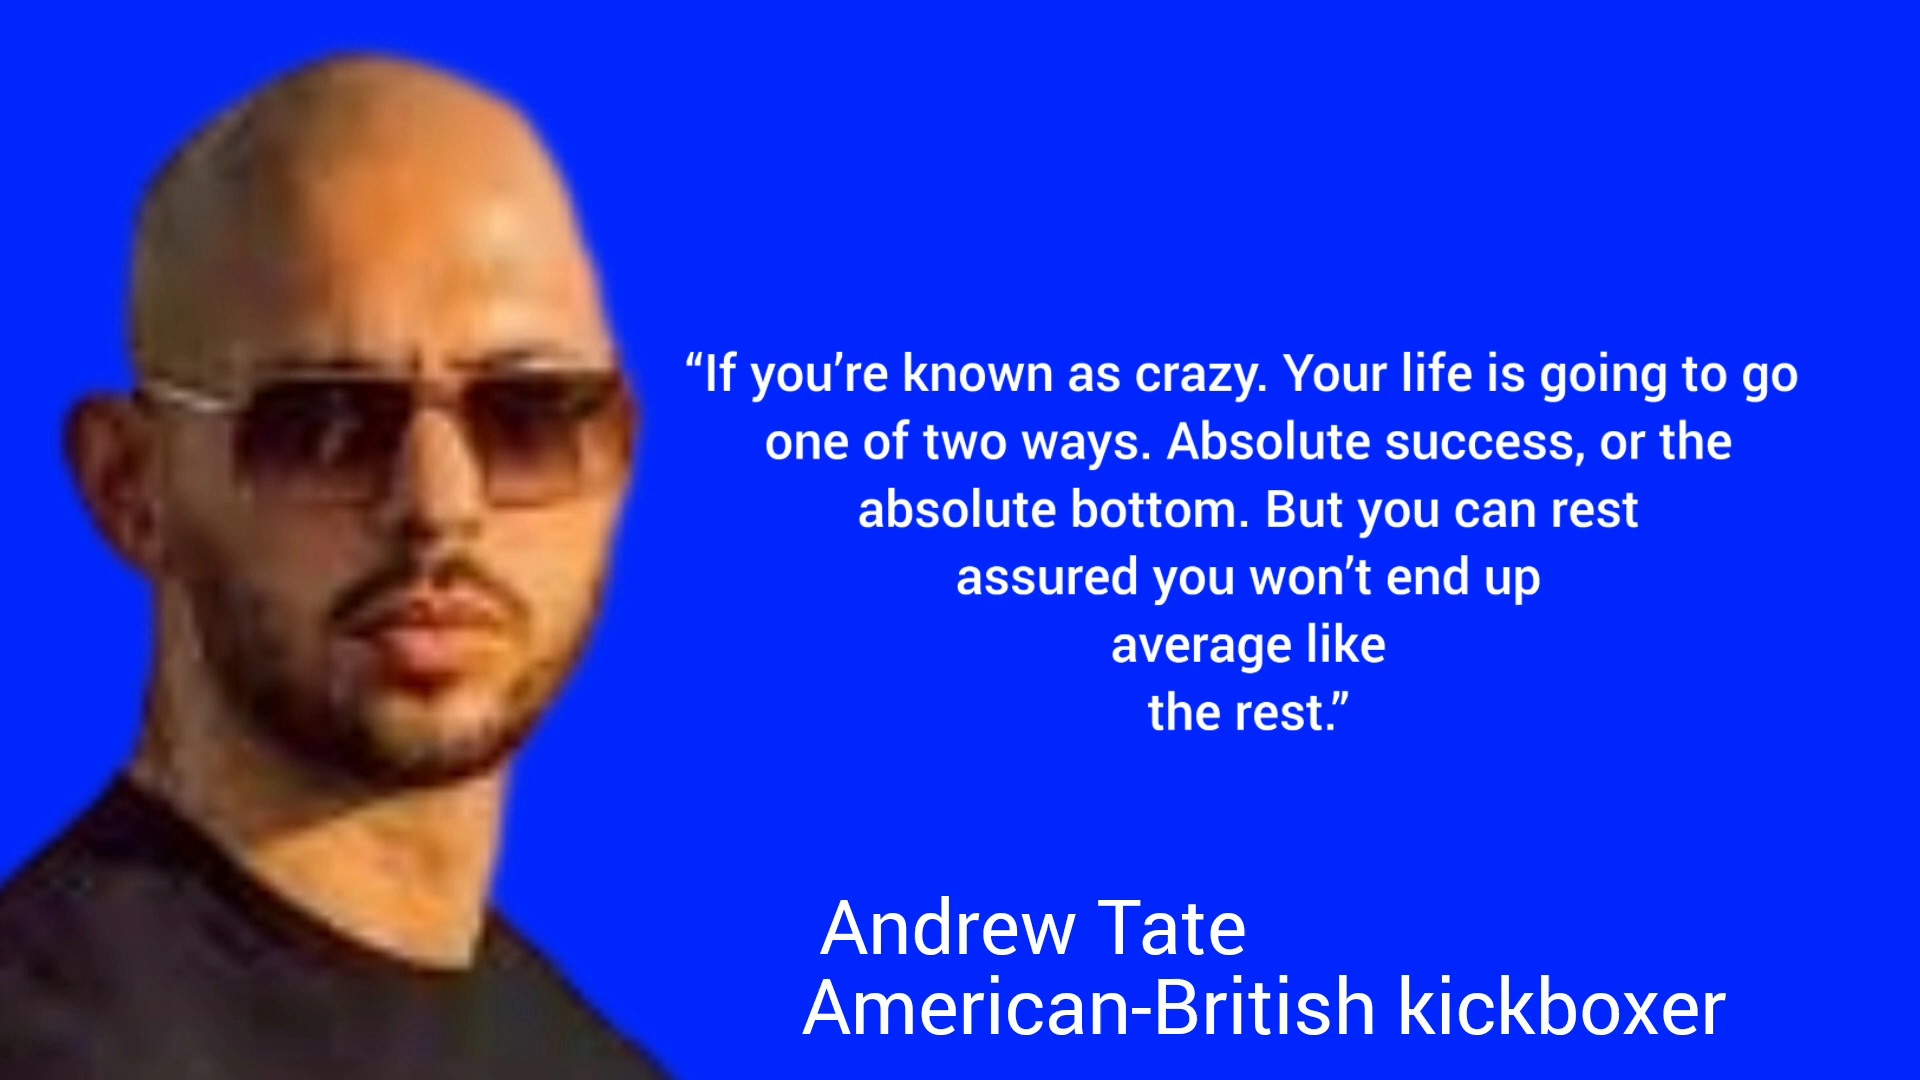 “If you’re known as crazy. Your life is going to go
one of two ways. Absolute success, or the
absolute bottom. But you can rest
assured you won’t end up
average like
the rest.”
Andrew Tate
American-British kickboxer